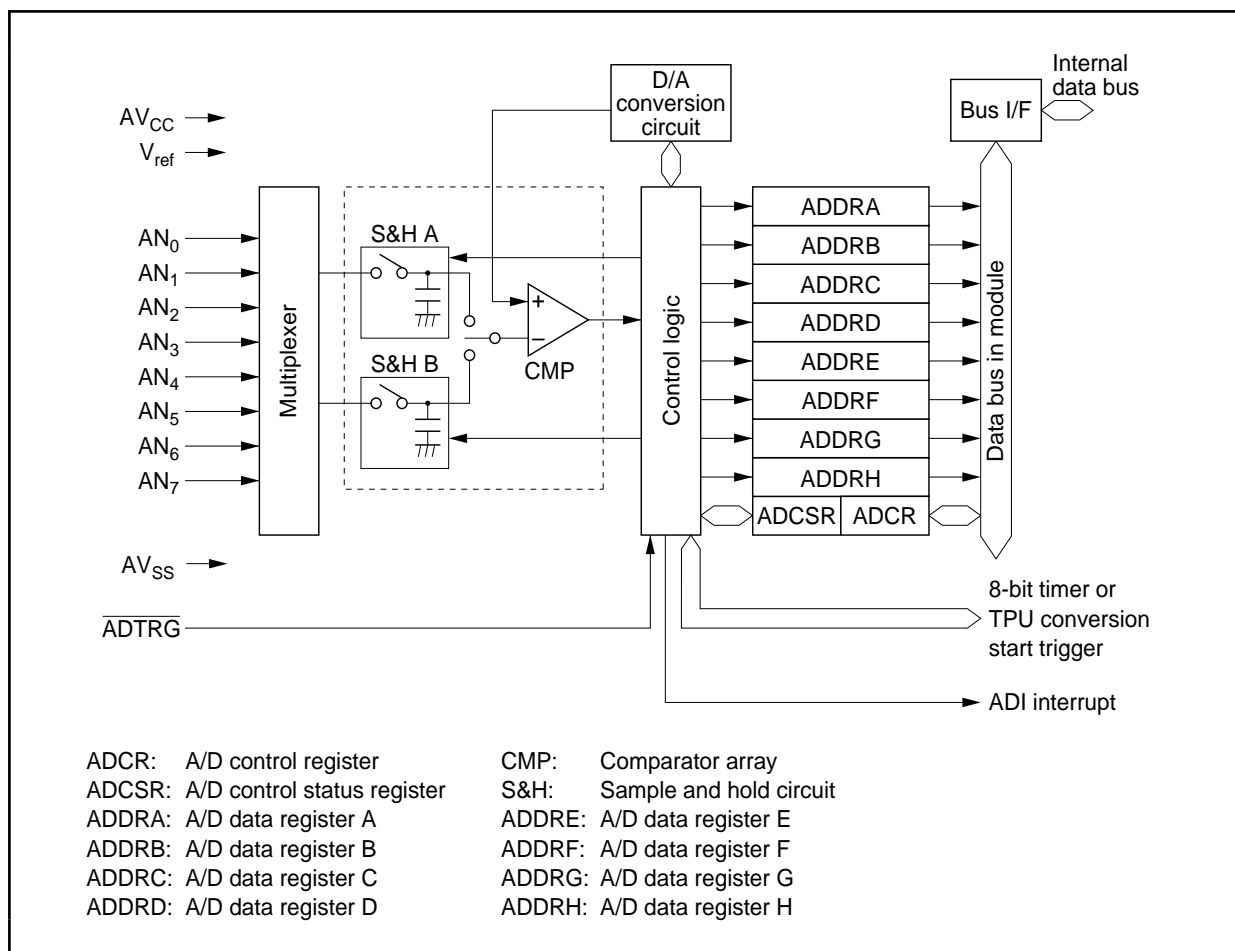 D/A
conversion
circuit
Internal
data bus
Bus I/F
AVCC
Vref
AN0
AN1
AN2
AN3
AN4
AN5
AN6
AN7
AVSS
ADTRG
Multiplexer
S&H A
S&H B
+
−
CMP
Control logic
ADDRA
ADDRB
ADDRC
ADDRD
ADDRE
ADDRF
ADDRG
ADDRH
ADCSR ADCR
Data bus in module
8-bit timer or
TPU conversion
start trigger
ADI interrupt
ADCR: A/D control register
ADCSR: A/D control status register
ADDRA: A/D data register A
ADDRB: A/D data register B
ADDRC: A/D data register C
ADDRD: A/D data register D
CMP: Comparator array
S&H: Sample and hold circuit
ADDRE: A/D data register E
ADDRF: A/D data register F
ADDRG: A/D data register G
ADDRH: A/D data register H